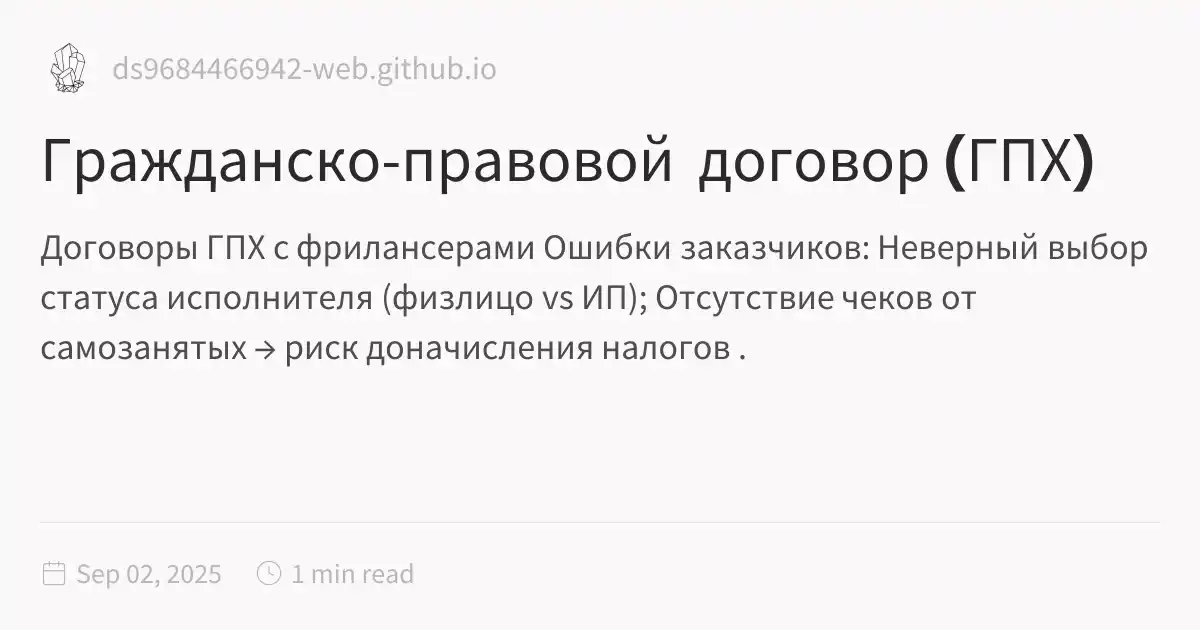 ds9684466942-web.github.io
Гражданско-правовой договор (ГПХ)
Договоры ГПХ с фрилансерами Ошибки заказчиков: Неверный выбор
статуса исполнителя (физлицо vs ИП); Отсутствие чеков от
самозанятых → риск доначисления налогов .
Sep 02, 2025 1 min read